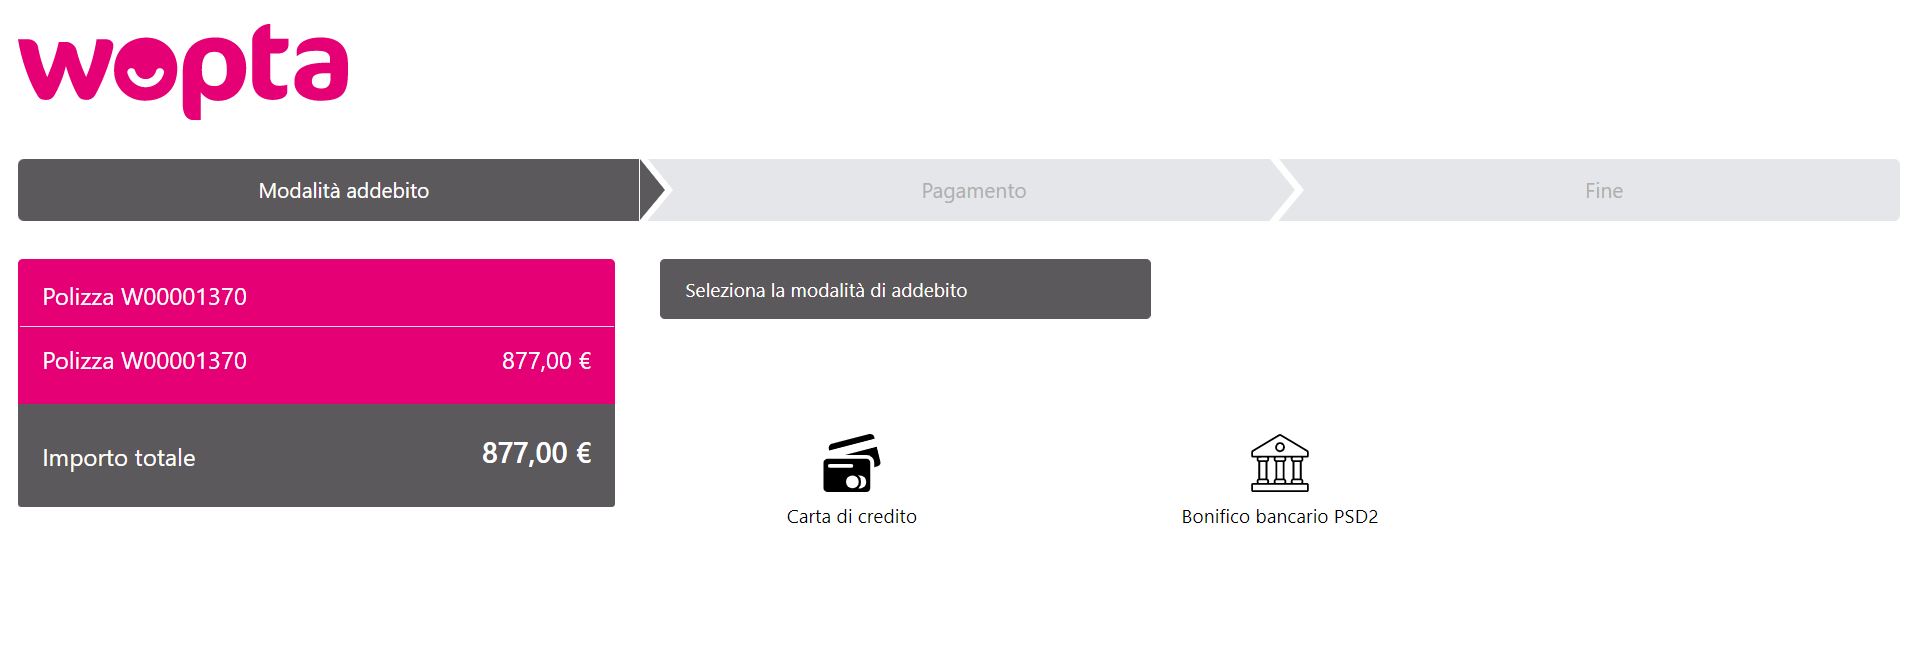 wopta
Modalità addebito
Pagamento
Fine
Polizza W00001370
Polizza W00001370 877,00 €
Importo totale 877,00 €
Seleziona la modalità di addebito
Carta di credito
Bonifico bancario PSD2